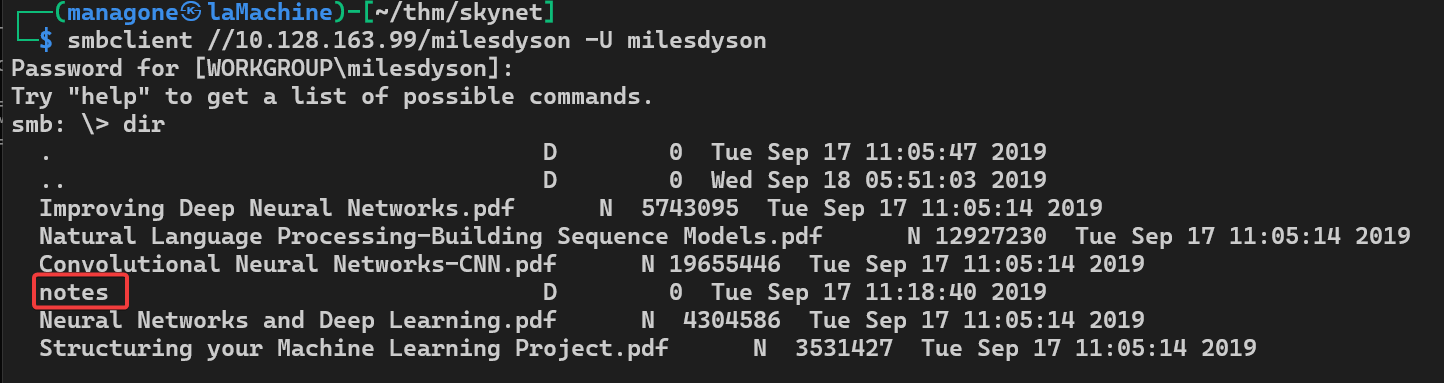 ┌──(managone㉿laMachine)-[~/thm/skynet]
└─$ smbclient //10.128.163.99/milesdyson -U milesdyson
Password for [WORKGROUP\milesdyson]:
Try "help" to get a list of possible commands.
smb: \> dir
  .                                   D        0  Tue Sep 17 11:05:47 2019
  ..                                  D        0  Wed Sep 18 05:51:03 2019
  Improving Deep Neural Networks.pdf      N  5743095  Tue Sep 17 11:05:14 2019
  Natural Language Processing-Building Sequence Models.pdf      N 12927230  Tue Sep 17 11:05:14 2019
  Convolutional Neural Networks-CNN.pdf      N 19655446  Tue Sep 17 11:05:14 2019
  notes                               D        0  Tue Sep 17 11:18:40 2019
  Neural Networks and Deep Learning.pdf      N  4304586  Tue Sep 17 11:05:14 2019
  Structuring your Machine Learning Project.pdf      N  3531427  Tue Sep 17 11:05:14 2019